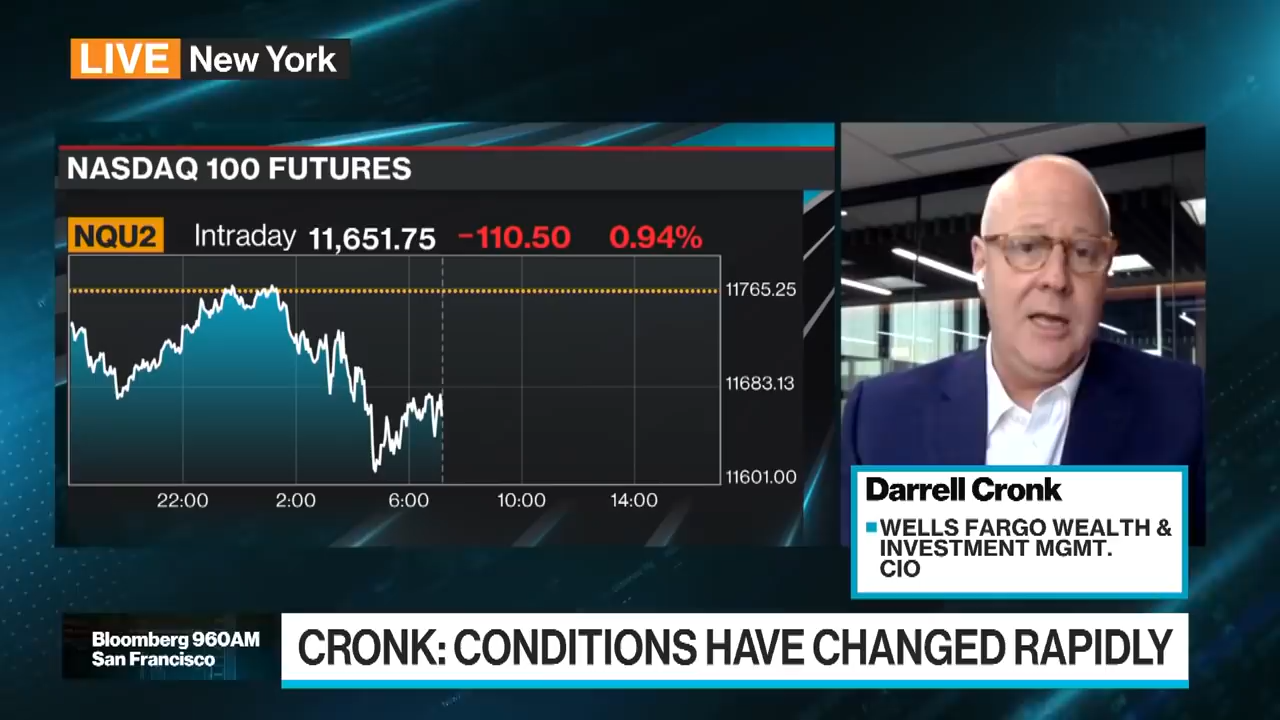 LIVE New York
NASDAQ 100 FUTURES
NQU2 Intraday 11,651.75 -110.50 0.94%
11765.25
11683.13
11601.00
22:00 2:00 6:00 10:00 14:00
Darrell Cronk
WELLS FARGO WEALTH &
INVESTMENT MGMT.
CIO
Bloomberg 960AM
San Francisco
CRONK: CONDITIONS HAVE CHANGED RAPIDLY